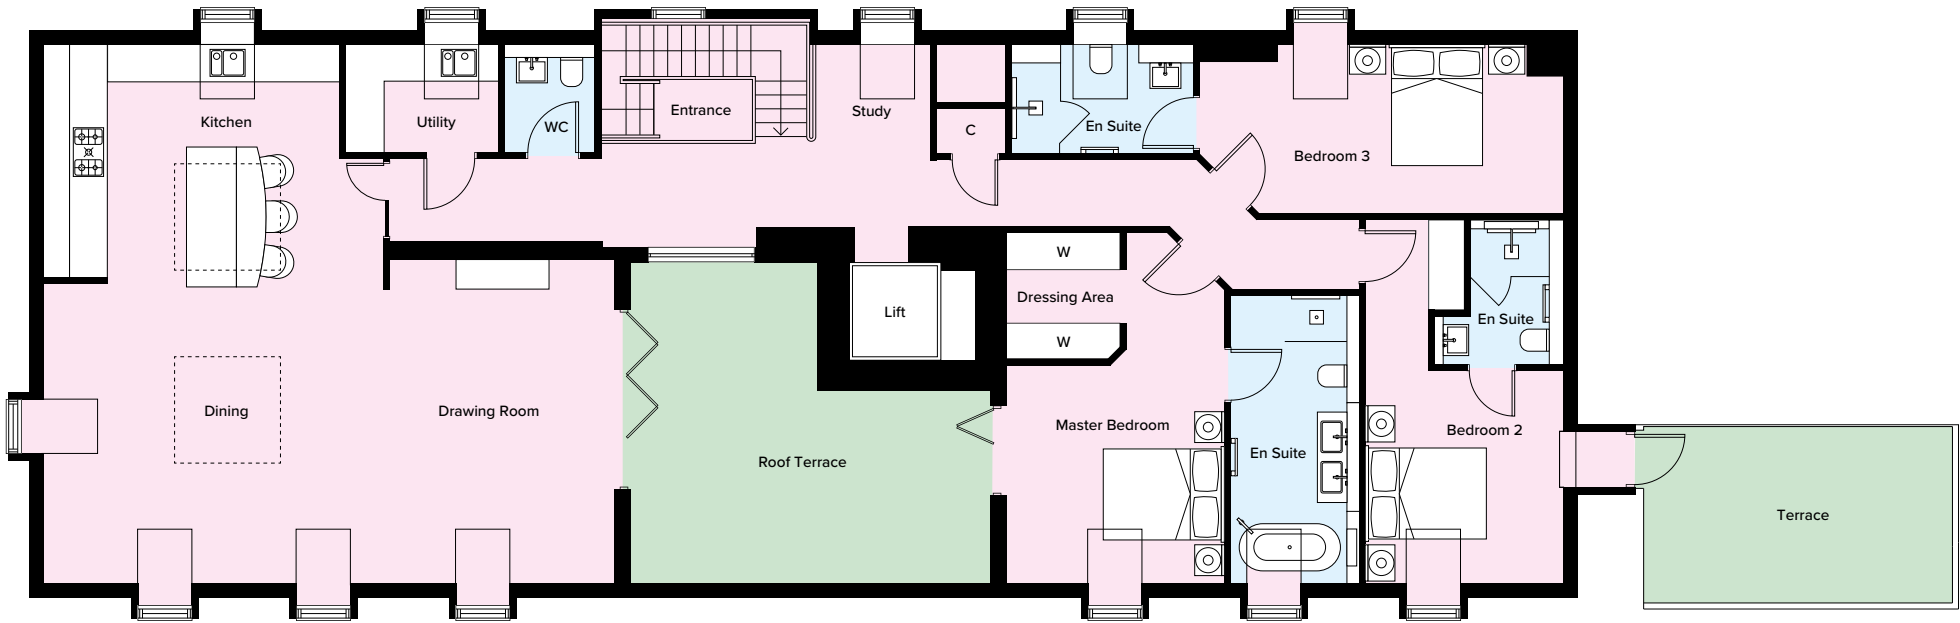 Kitchen
Utility
WC
Entrance
Study
C
En Suite
Bedroom 3
W
Dressing Area
W
Lift
En Suite
Dining
Drawing Room
Roof Terrace
Master Bedroom
En Suite
Bedroom 2
Terrace